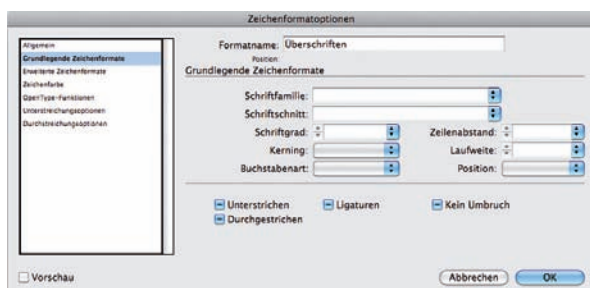 Zeichenformatoptionen
Allgemein
Grundlegende Zeichenformate
Erweiterte Zeichenformate
Zeichenfarbe
OpenType-Funktionen
Unterstreichungsoptionen
Durchstreichungsoptionen
Formatname: Überschriften
Position:
Grundlegende Zeichenformate
Schriftfamilie:
Schriftschnitt:
Schriftgrad: Zeilenabstand:
Kerning: Laufweite:
Buchstabenart: Position:
Unterstrichen Ligaturen Kein Umbruch
Durchgestrichen
Vorschau Abbrechen OK